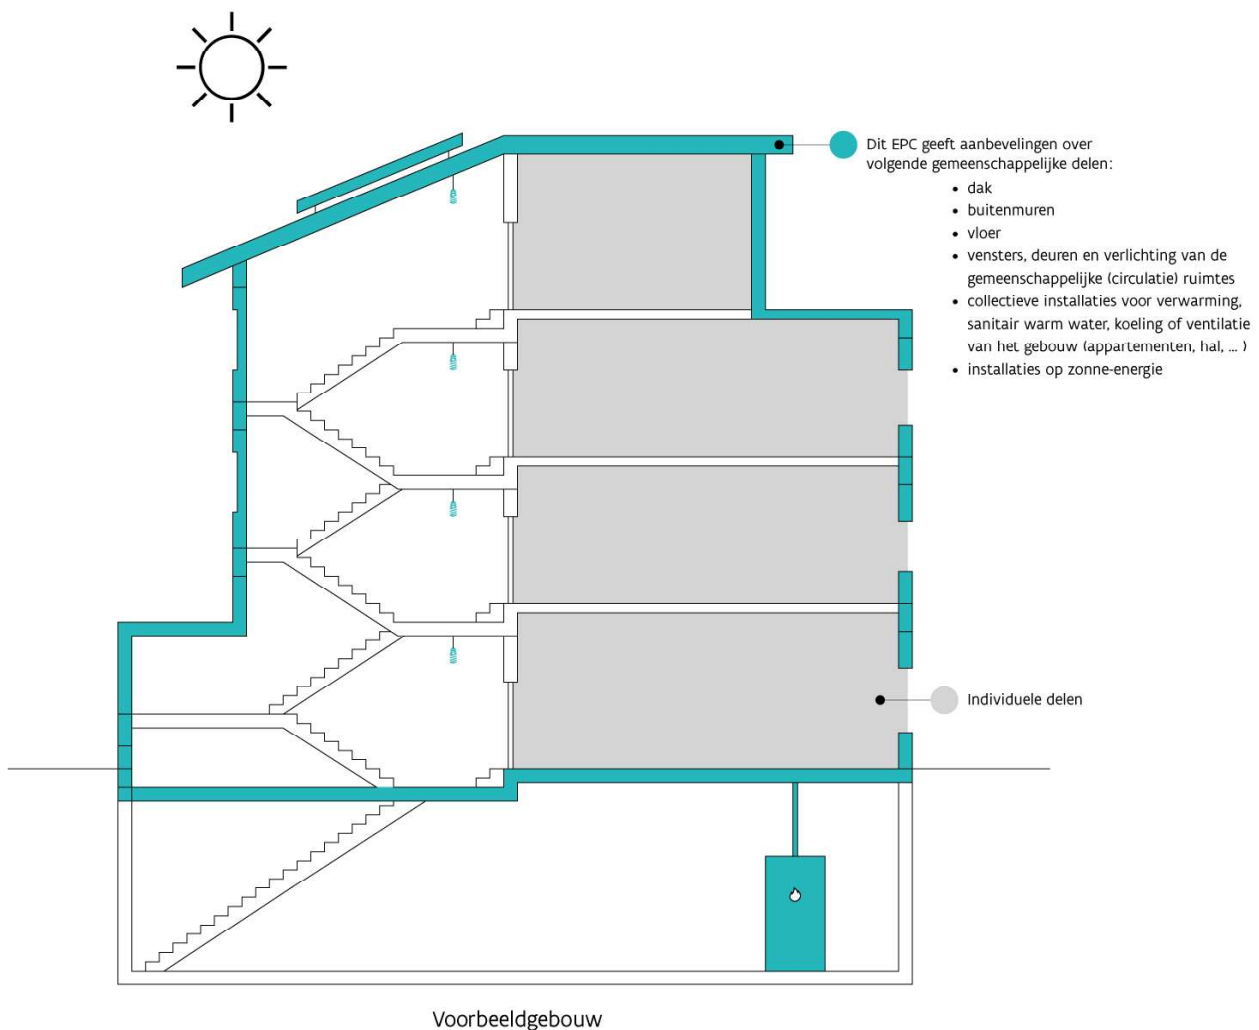 Dit EPC geeft aanbevelingen over
volgende gemeenschappelijke delen:
• dak
• buitenmuren
• vloer
• vensters, deuren en verlichting van de
gemeenschappelijke (circulatie) ruimtes
• collectieve installaties voor verwarming,
sanitair warm water, koeling of ventilatie
van het gebouw (appartementen, hal, ... )
• installaties op zonne-energie
Individuele delen
Voorbeeldgebouw